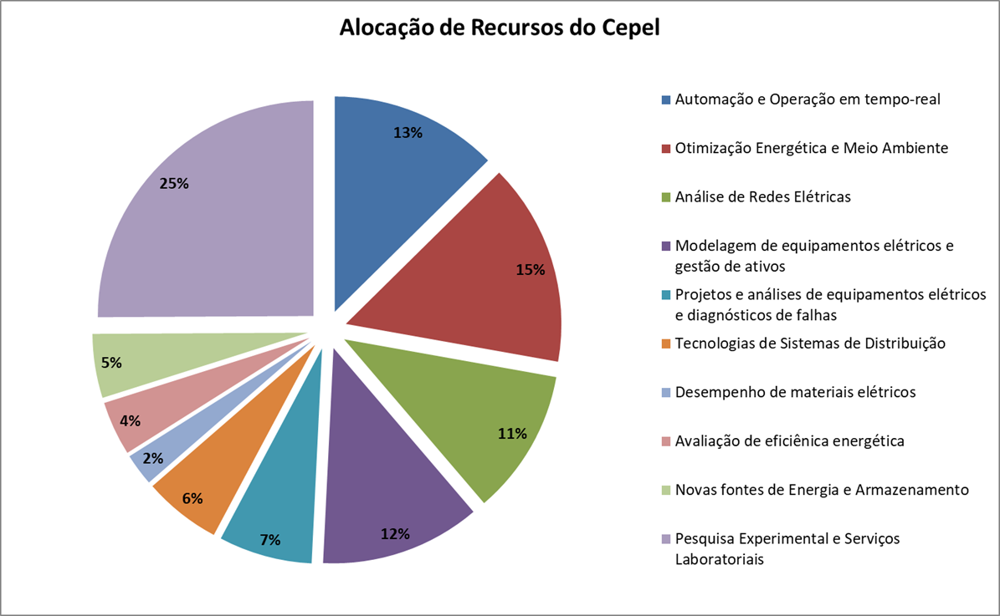 Alocação de Recursos do Cepel
13%
15%
11%
12%
7%
6%
2%
4%
5%
25%
Automação e Operação em tempo-real
Otimização Energética e Meio Ambiente
Análise de Redes Elétricas
Modelagem de equipamentos elétricos e
gestão de ativos
Projetos e análises de equipamentos elétricos
e diagnósticos de falhas
Tecnologias de Sistemas de Distribuição
Desempenho de materiais elétricos
Avaliação de eficiênica energética
Novas fontes de Energia e Armazenamento
Pesquisa Experimental e Serviços
Laboratoriais